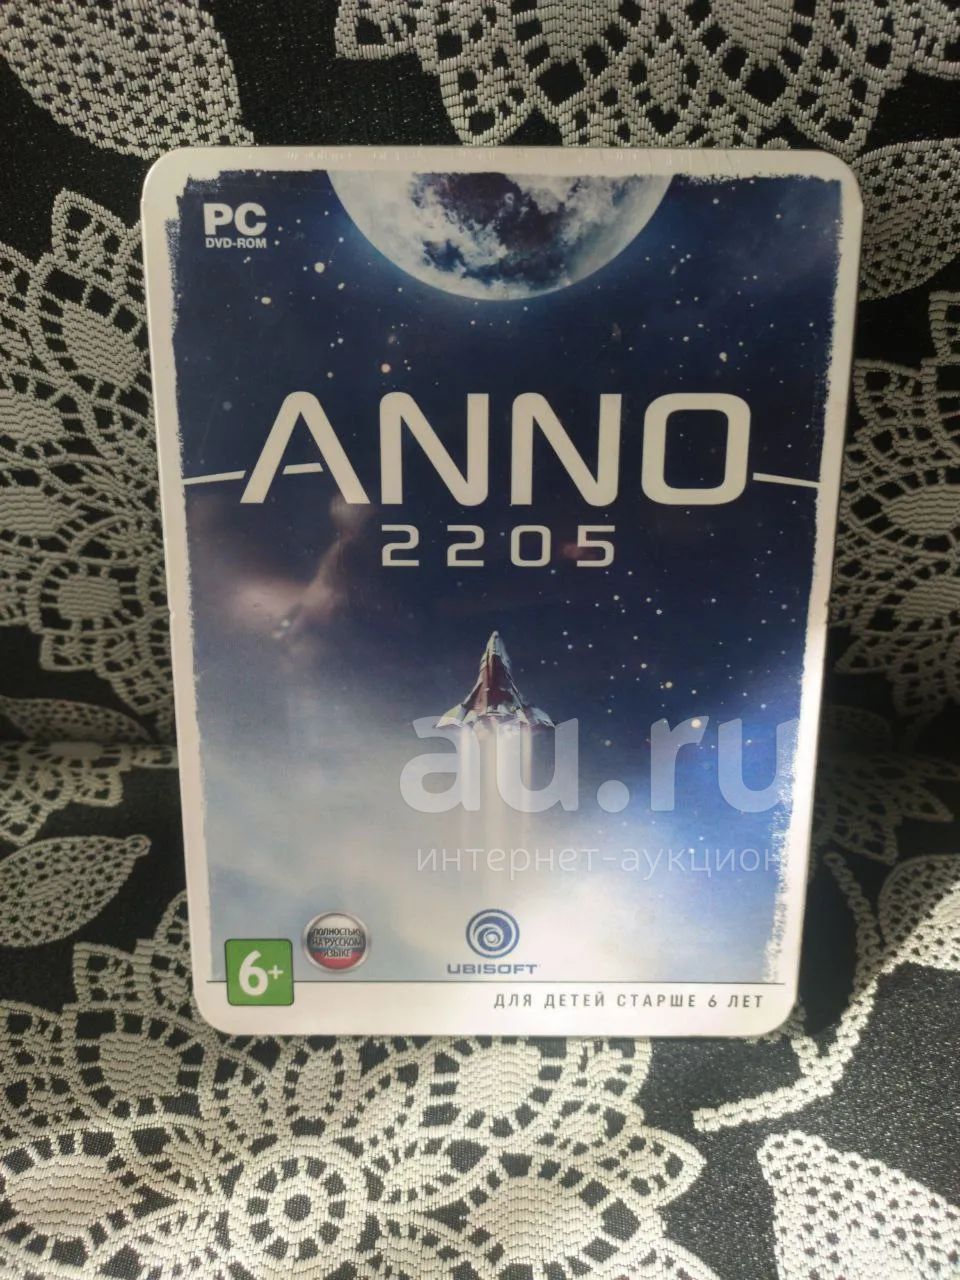 PC
DVD-ROM
ANNO
2205
au.ru
интернет-аукцион
ПОЛНОСТЬЮ
НА РУССКОМ
ЯЗЫКЕ
6+
UBISOFT
ДЛЯ ДЕТЕЙ СТАРШЕ 6 ЛЕТ